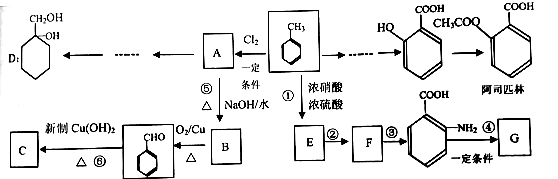 CH₂OH
OH
D:
A
Cl₂
一定
条件
CH₃
COOH
HO
COOH
CH₃COO
阿司匹林
⑤
△
NaOH/水
①
浓硝酸
浓硫酸
COOH
新制 Cu(OH)₂
△ ⑥
C
CHO
O₂/Cu
△
B
E
②
F
③
NH₂
④
一定条件
G